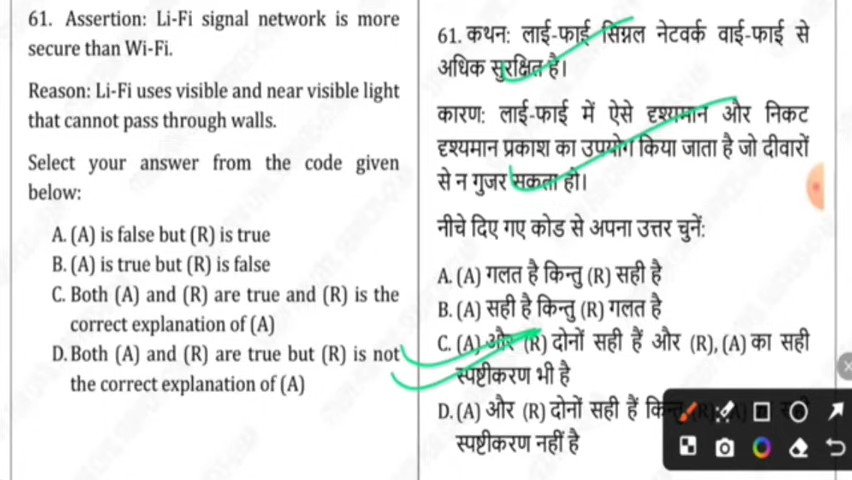 61. Assertion: Li-Fi signal network is more
secure than Wi-Fi.
Reason: Li-Fi uses visible and near visible light
that cannot pass through walls.
Select your answer from the code given
below:
A. (A) is false but (R) is true
B. (A) is true but (R) is false
C. Both (A) and (R) are true and (R) is the
correct explanation of (A)
D. Both (A) and (R) are true but (R) is not
the correct explanation of (A)
61. कथन: लाई-फाई सिग्नल नेटवर्क वाई-फाई से
अधिक सुरक्षित है।
कारण: लाई-फाई में ऐसे दृश्यमान और निकट
दृश्यमान प्रकाश का उपयोग किया जाता है जो दीवारों
से न गुजर सकता हो।
नीचे दिए गए कोड से अपना उत्तर चुनें:
A. (A) गलत है किन्तु (R) सही है
B. (A) सही है किन्तु (R) गलत है
C. (A) और (R) दोनों सही हैं और (R), (A) का सही
स्पष्टीकरण भी है
D. (A) और (R) दोनों सही हैं किन्तु (R)
स्पष्टीकरण नहीं है